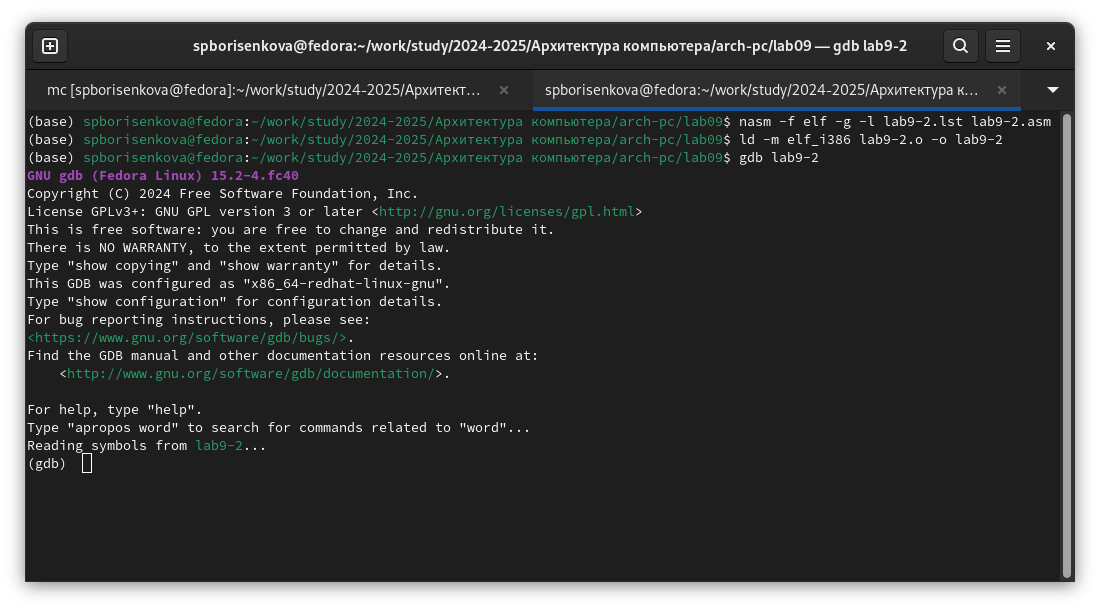 spborisenkova@fedora:~/work/study/2024-2025/Архитектура компьютера/arch-pc/lab09 — gdb lab9-2
mc [spborisenkova@fedora]:~/work/study/2024-2025/Архитект...
spborisenkova@fedora:~/work/study/2024-2025/Архитектура к...
(base) spborisenkova@fedora:~/work/study/2024-2025/Архитектура компьютера/arch-pc/lab09$ nasm -f elf -g -l lab9-2.lst lab9-2.asm
(base) spborisenkova@fedora:~/work/study/2024-2025/Архитектура компьютера/arch-pc/lab09$ ld -m elf_i386 lab9-2.o -o lab9-2
(base) spborisenkova@fedora:~/work/study/2024-2025/Архитектура компьютера/arch-pc/lab09$ gdb lab9-2
GNU gdb (Fedora Linux) 15.2-4.fc40
Copyright (C) 2024 Free Software Foundation, Inc.
License GPLv3+: GNU GPL version 3 or later <http://gnu.org/licenses/gpl.html>
This is free software: you are free to change and redistribute it.
There is NO WARRANTY, to the extent permitted by law.
Type "show copying" and "show warranty" for details.
This GDB was configured as "x86_64-redhat-linux-gnu".
Type "show configuration" for configuration details.
For bug reporting instructions, please see:
<https://www.gnu.org/software/gdb/bugs/>.
Find the GDB manual and other documentation resources online at:
    <http://www.gnu.org/software/gdb/documentation/>.
For help, type "help".
Type "apropos word" to search for commands related to "word"...
Reading symbols from lab9-2...
(gdb)